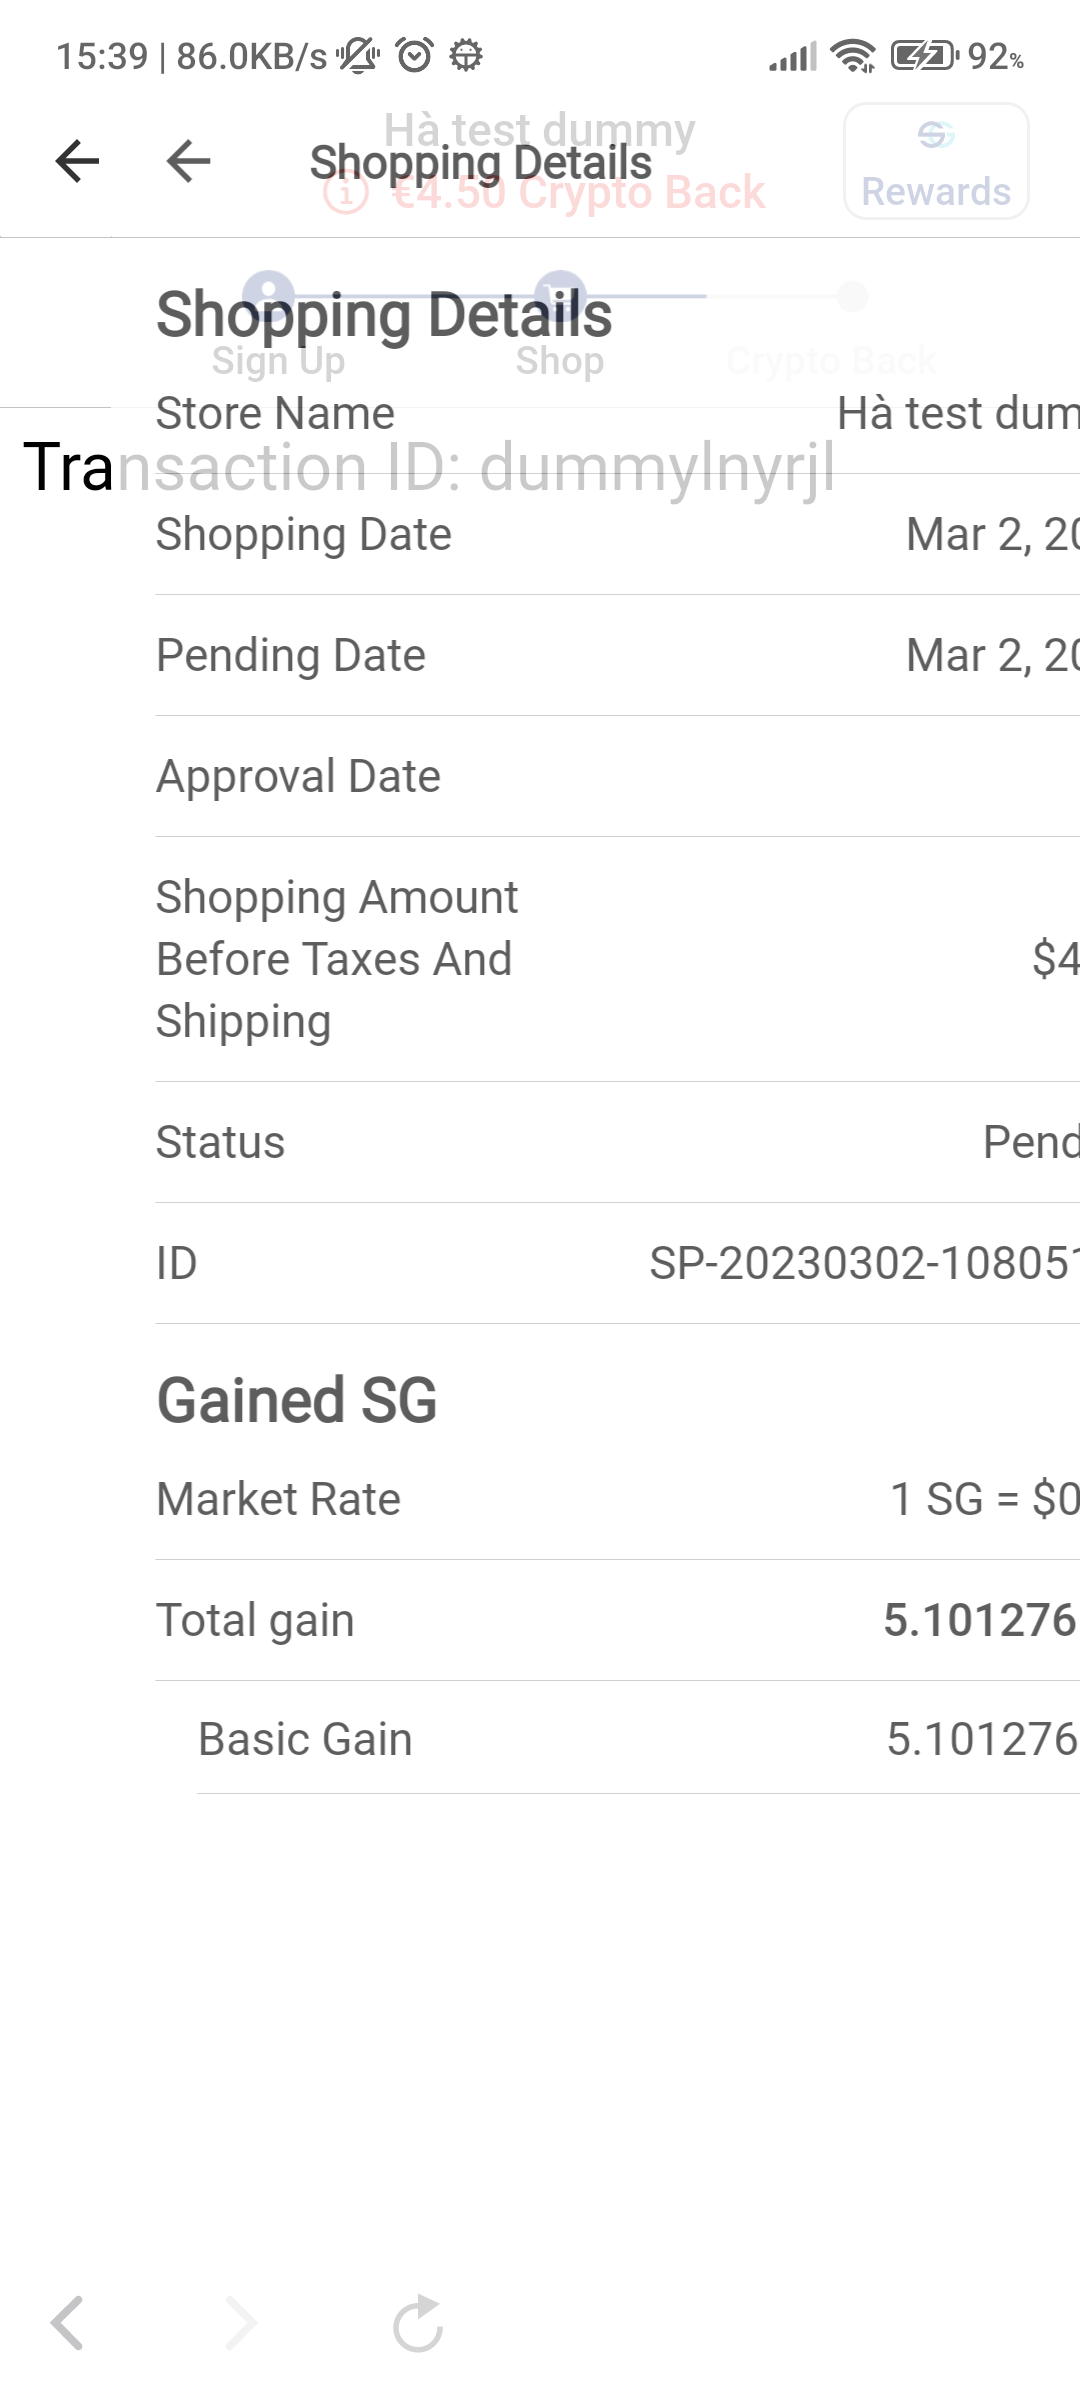 15:39 | 86.0KB/s 92%
Hà test dummy
Shopping Details
€4.50 Crypto Back
Rewards
Shopping Details
Sign Up Shop Crypto Back
Store Name Hà test dum
Transaction ID: dummylnyrjl
Shopping Date Mar 2, 20
Pending Date Mar 2, 20
Approval Date
Shopping Amount
Before Taxes And $4
Shipping
Status Pend
ID SP-20230302-108051
Gained SG
Market Rate 1 SG = $0
Total gain 5.101276
Basic Gain 5.101276